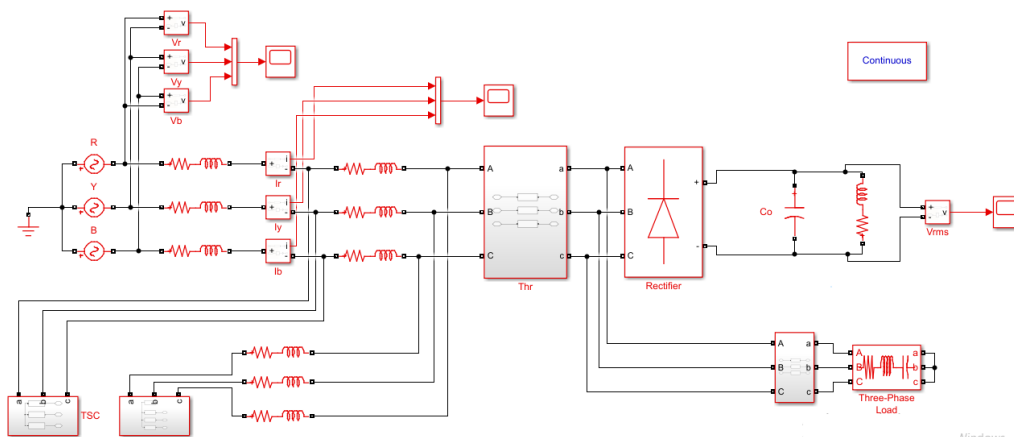 Vr
Vy
Vb
v
v
v
Continuous
R
Y
B
i
Ir
i
Iy
i
Ib
A
B
C
a
b
c
Thr
A
B
C
+
-
Rectifier
Co
+
-
v
Vrms
a
b
c
TSC
a
b
c
A
B
C
a
b
c
A
B
C
a
b
c
Three-Phase
Load